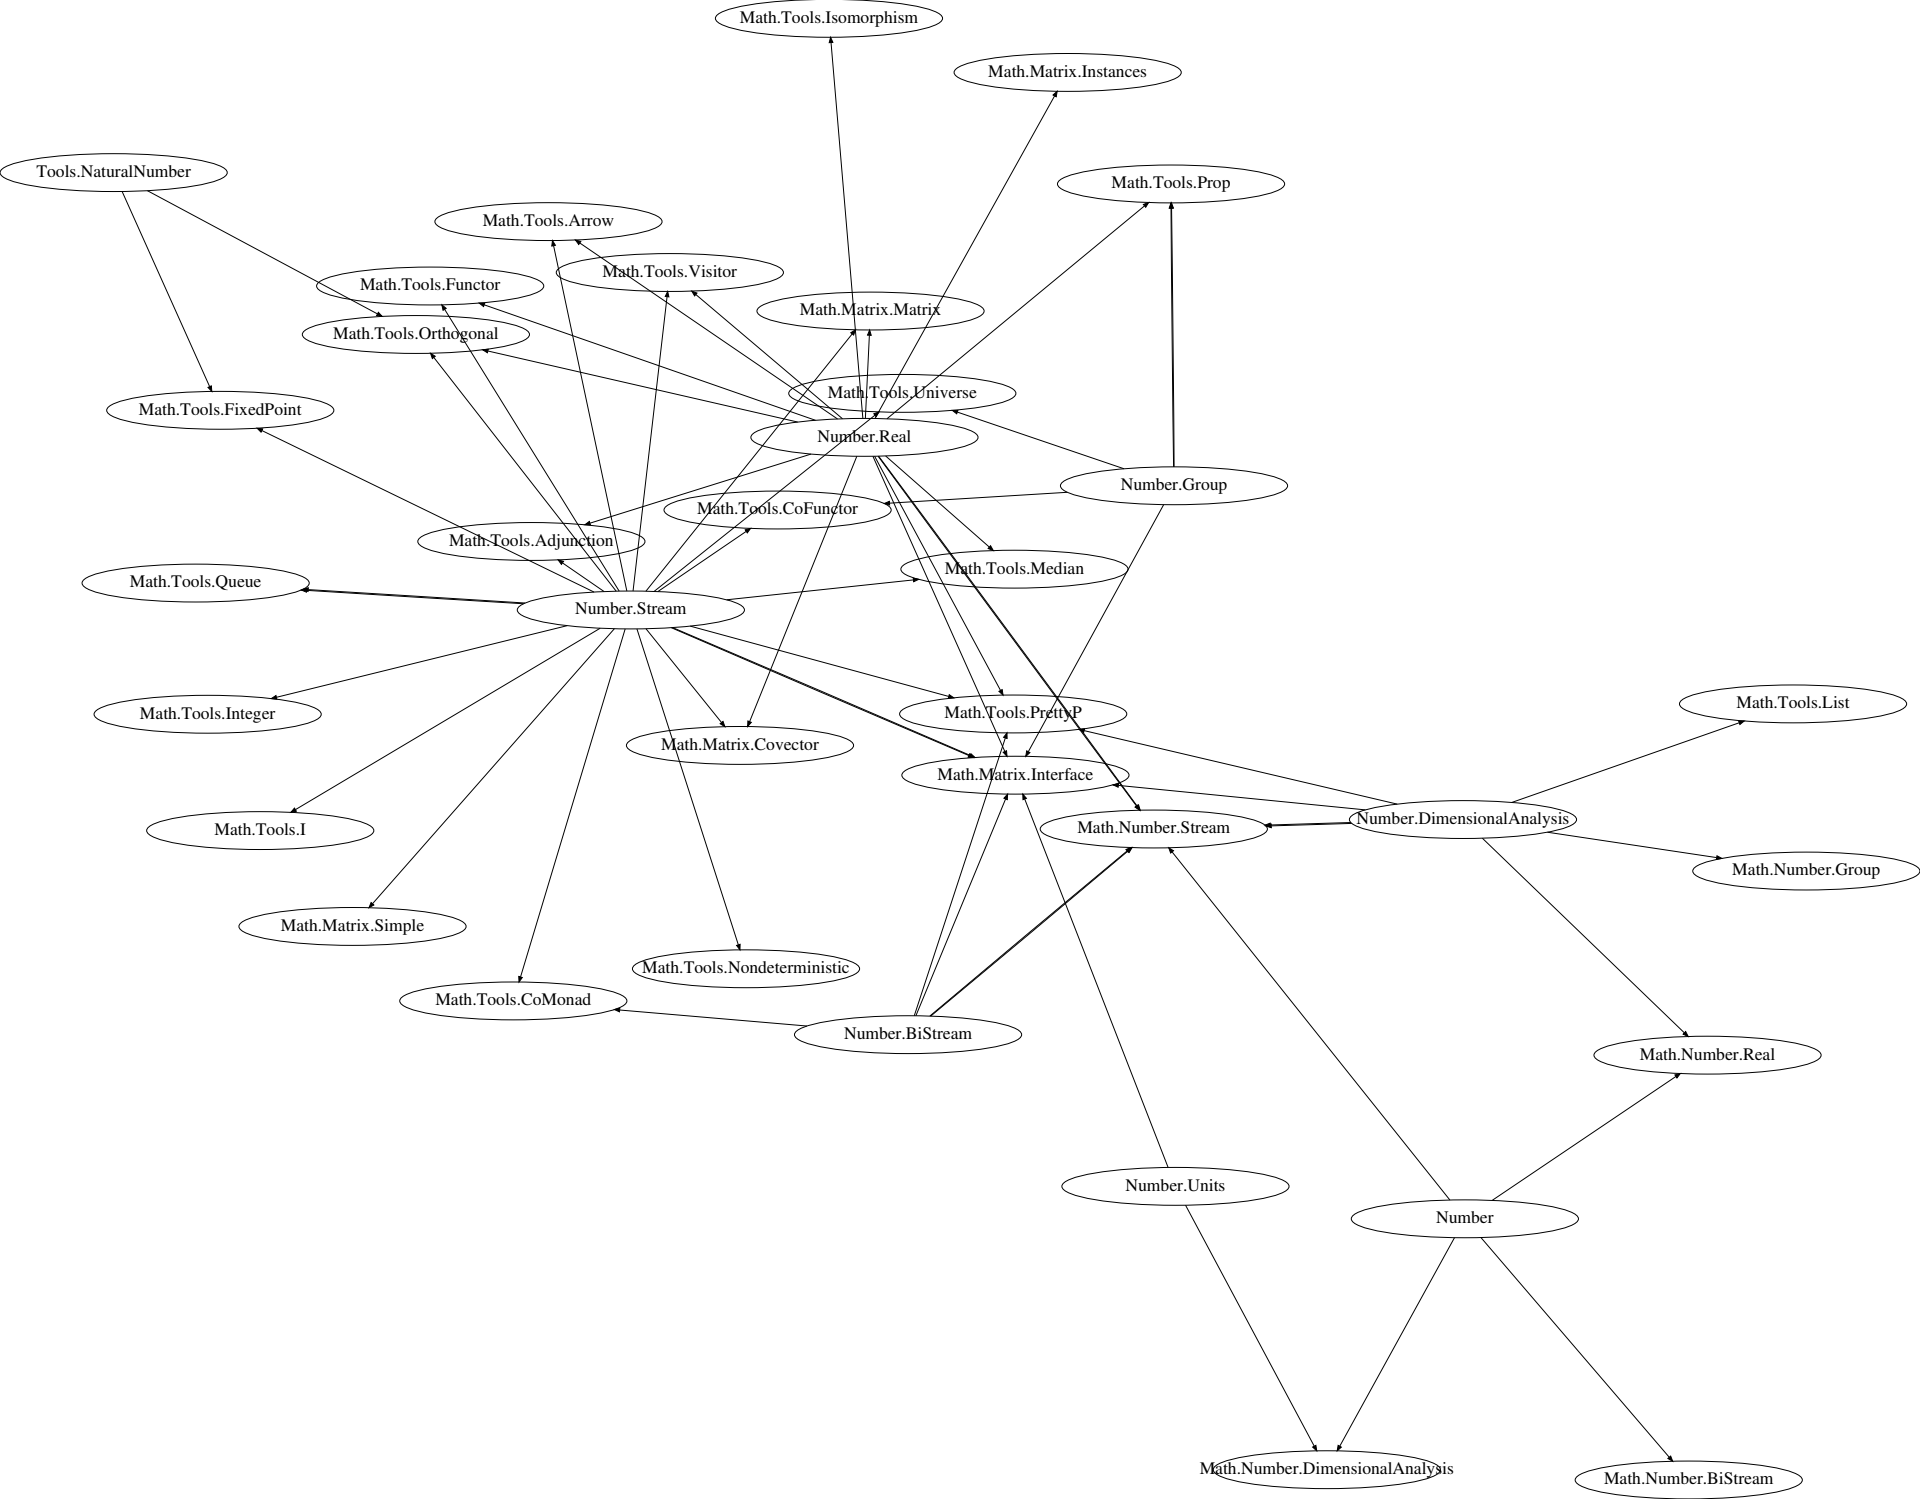 Math.Tools.Isomorphism
Math.Matrix.Instances
Tools.NaturalNumber
Math.Tools.Prop
Math.Tools.Arrow
Math.Tools.Visitor
Math.Tools.Functor
Math.Matrix.Matrix
Math.Tools.Orthogonal
Math.Tools.Universe
Math.Tools.FixedPoint
Number.Real
Number.Group
Math.Tools.CoFunctor
Math.Tools.Adjunction
Math.Tools.Median
Math.Tools.Queue
Number.Stream
Math.Tools.List
Math.Tools.Integer
Math.Tools.PrettyP
Math.Matrix.Covector
Math.Matrix.Interface
Number.DimensionalAnalysis
Math.Number.Stream
Math.Tools.I
Math.Number.Group
Math.Matrix.Simple
Math.Tools.Nondeterministic
Math.Tools.CoMonad
Number.BiStream
Math.Number.Real
Number.Units
Number
Math.Number.DimensionalAnalysis
Math.Number.BiStream